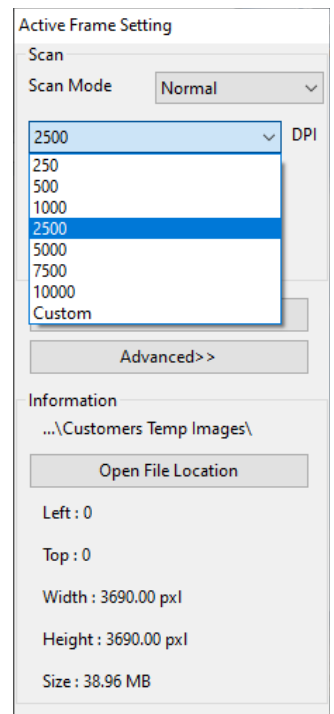 Active Frame Setting
Scan
Scan Mode Normal
2500 DPI
250
500
1000
2500
5000
7500
10000
Custom
Advanced>>
Information
...\Customers Temp Images\
Open File Location
Left : 0
Top : 0
Width : 3690.00 pxl
Height : 3690.00 pxl
Size : 38.96 MB